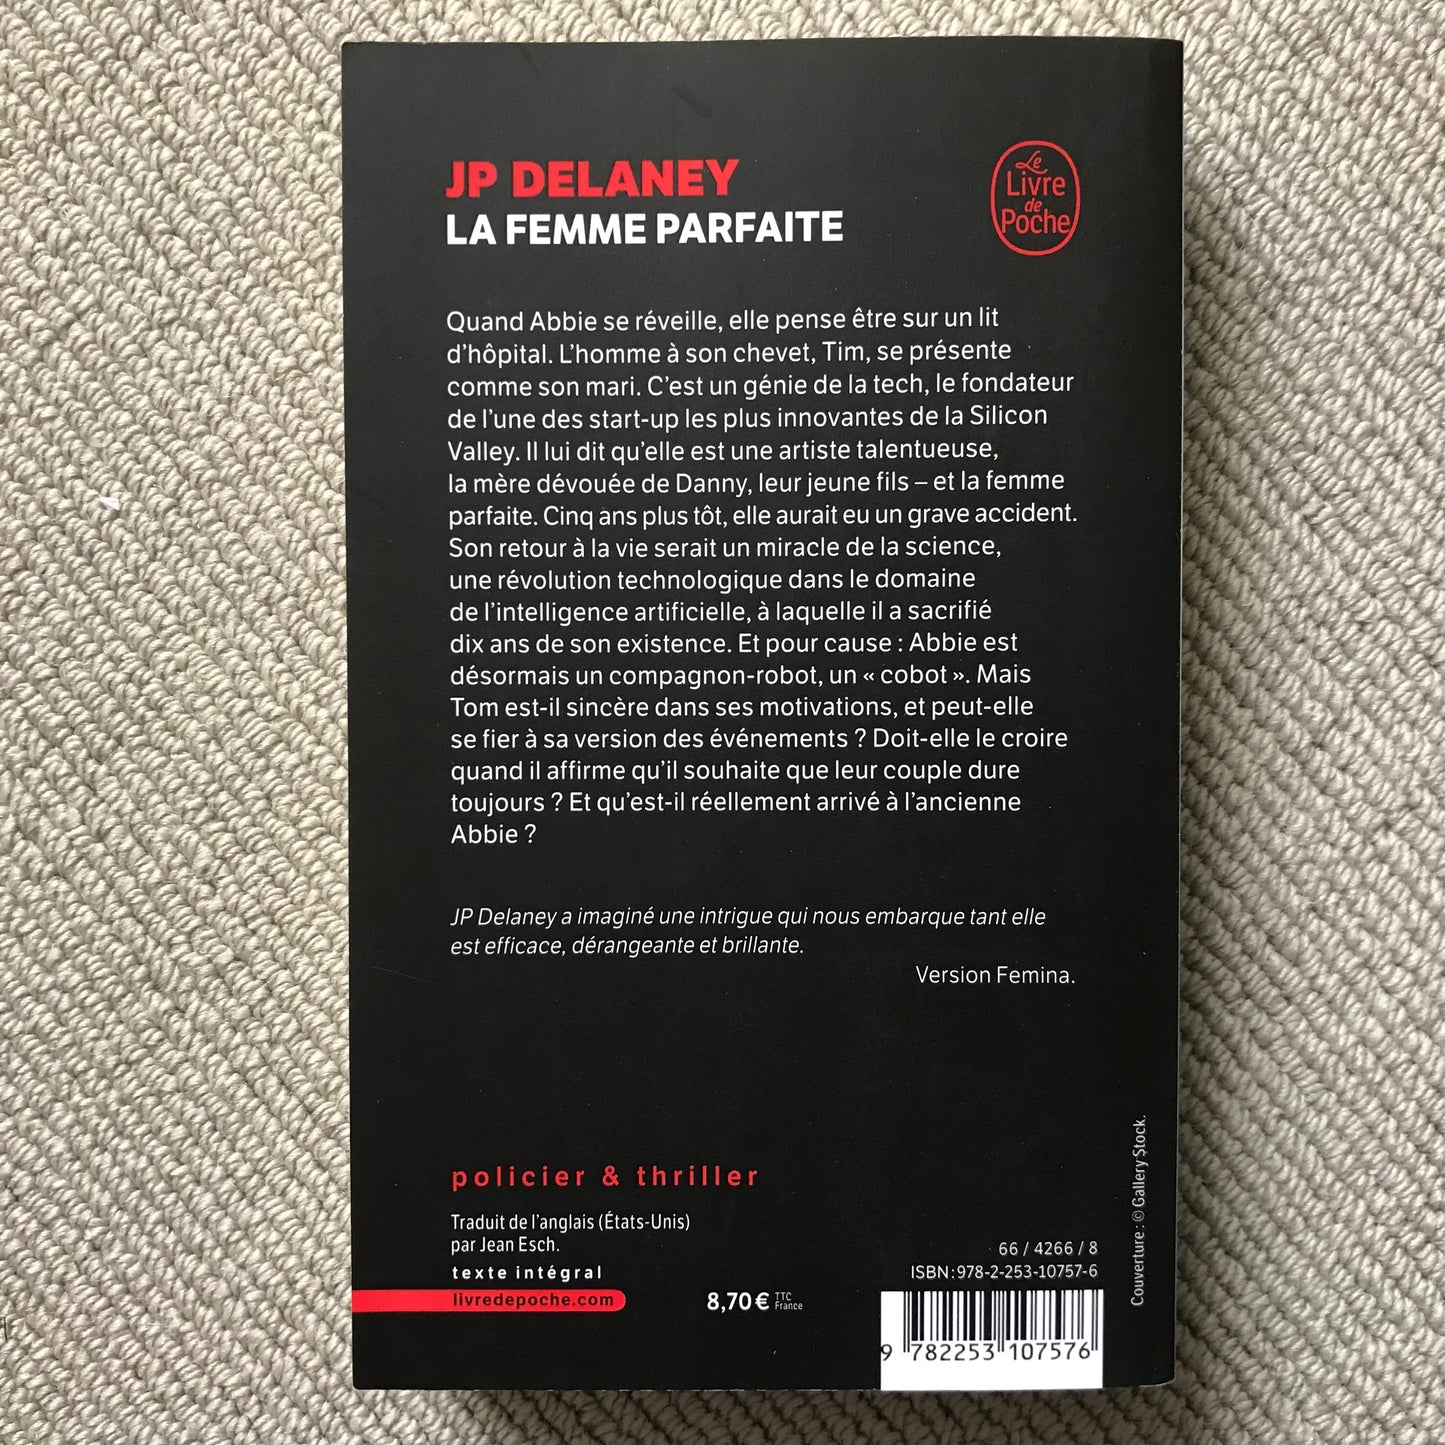 JP DELANEY
LA FEMME PARFAITE
Le
Livre
de
Poche
Quand Abbie se réveille, elle pense être sur un lit
d’hôpital. L’homme à son chevet, Tim, se présente
comme son mari. C’est un génie de la tech, le fondateur
de l’une des start-up les plus innovantes de la Silicon
Valley. Il lui dit qu’elle est une artiste talentueuse,
la mère dévouée de Danny, leur jeune fils – et la femme
parfaite. Cinq ans plus tôt, elle aurait eu un grave accident.
Son retour à la vie serait un miracle de la science,
une révolution technologique dans le domaine
de l’intelligence artificielle, à laquelle il a sacrifié
dix ans de son existence. Et pour cause : Abbie est
désormais un compagnon-robot, un « cobot ». Mais
Tom est-il sincère dans ses motivations, et peut-elle
se fier à sa version des événements ? Doit-elle le croire
quand il affirme qu’il souhaite que leur couple dure
toujours ? Et qu’est-il réellement arrivé à l’ancienne
Abbie ?
JP Delaney a imaginé une intrigue qui nous embarque tant elle
est efficace, dérangeante et brillante.
Version Femina.
policier & thriller
Traduit de l’anglais (États-Unis)
par Jean Esch.
texte intégral
livredepoche.com
8,70 € TTC
France
66 / 4266 / 8
ISBN : 978-2-253-10757-6
9 782253 107576
Couverture : © Gallery Stock.